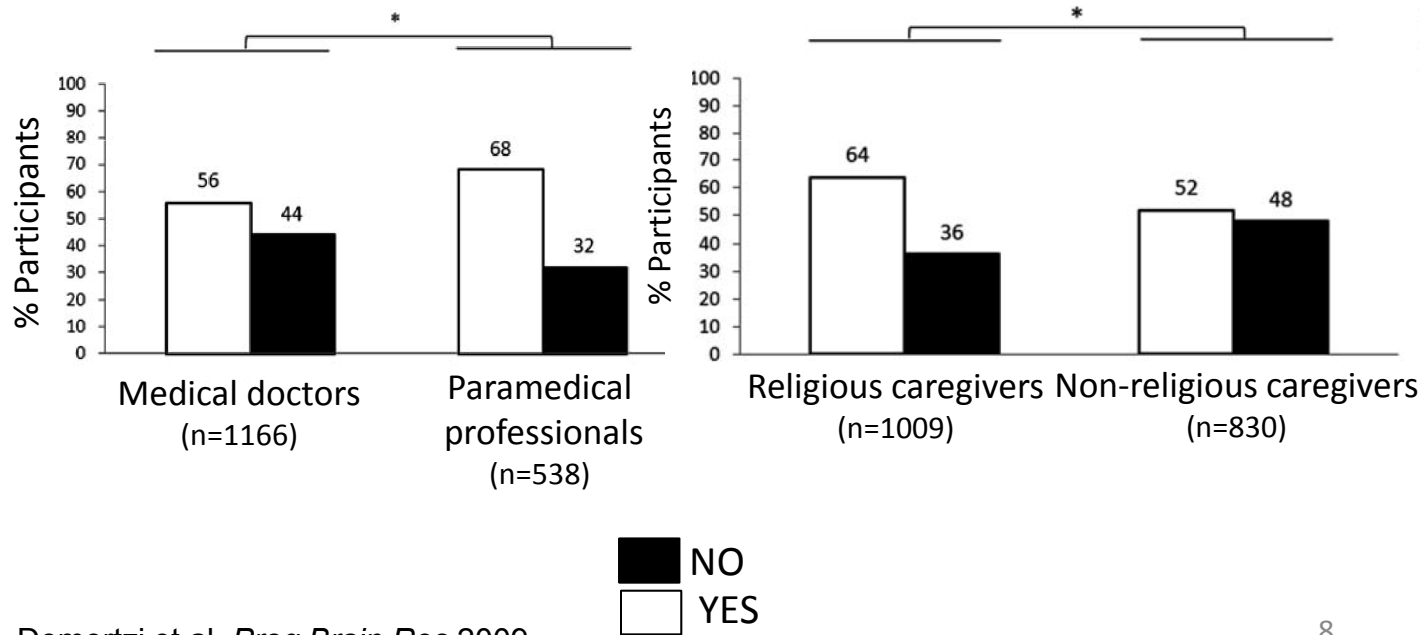 *
% Participants
100
90
80
70
60
50
40
30
20
10
0
56
44
68
32
Medical doctors
(n=1166)
Paramedical
professionals
(n=538)
*
% Participants
100
90
80
70
60
50
40
30
20
10
0
64
36
52
48
Religious caregivers
(n=1009)
Non-religious caregivers
(n=830)
NO
YES
Demertzi et al, Prog Brain Res 2009
8